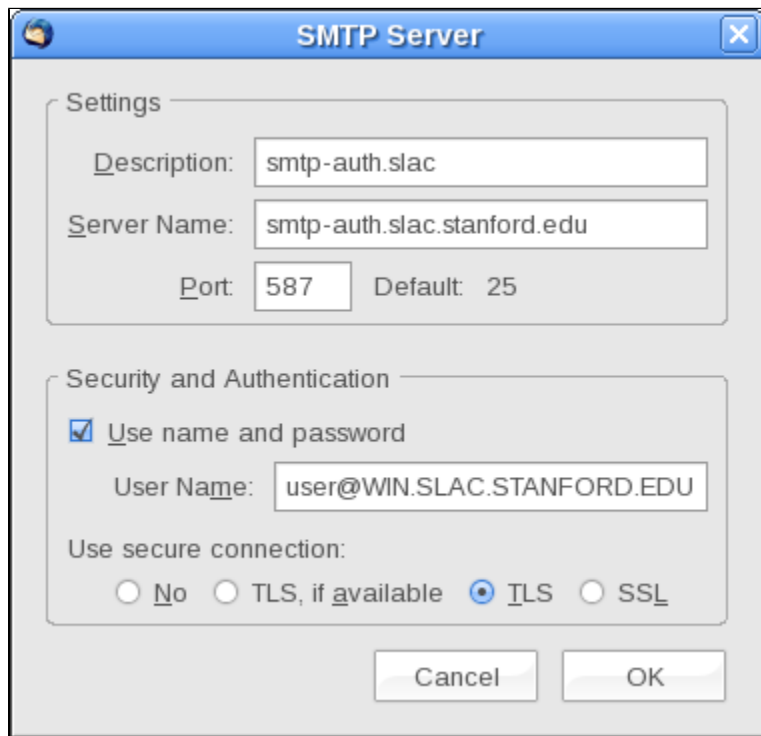 SMTP Server
Settings
Description: smtp-auth.slac
Server Name: smtp-auth.slac.stanford.edu
Port: 587 Default: 25
Security and Authentication
Use name and password
User Name: user@WIN.SLAC.STANFORD.EDU
Use secure connection:
No TLS, if available TLS SSL
Cancel OK